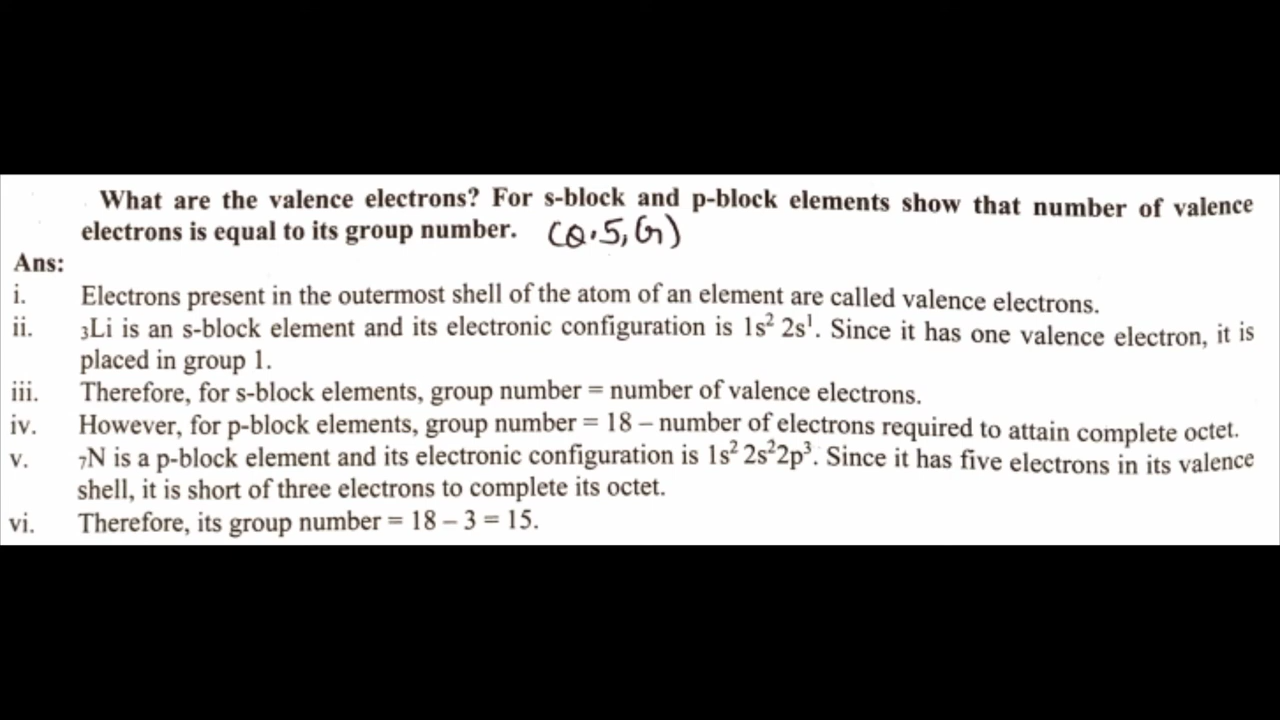 What are the valence electrons? For s-block and p-block elements show that number of valence
electrons is equal to its group number. (Q.5, G)
Ans:
i. Electrons present in the outermost shell of the atom of an element are called valence electrons.
ii. ₃Li is an s-block element and its electronic configuration is 1s² 2s¹. Since it has one valence electron, it is
placed in group 1.
iii. Therefore, for s-block elements, group number = number of valence electrons.
iv. However, for p-block elements, group number = 18 – number of electrons required to attain complete octet.
v. ₇N is a p-block element and its electronic configuration is 1s² 2s²2p³. Since it has five electrons in its valence
shell, it is short of three electrons to complete its octet.
vi. Therefore, its group number = 18 – 3 = 15.